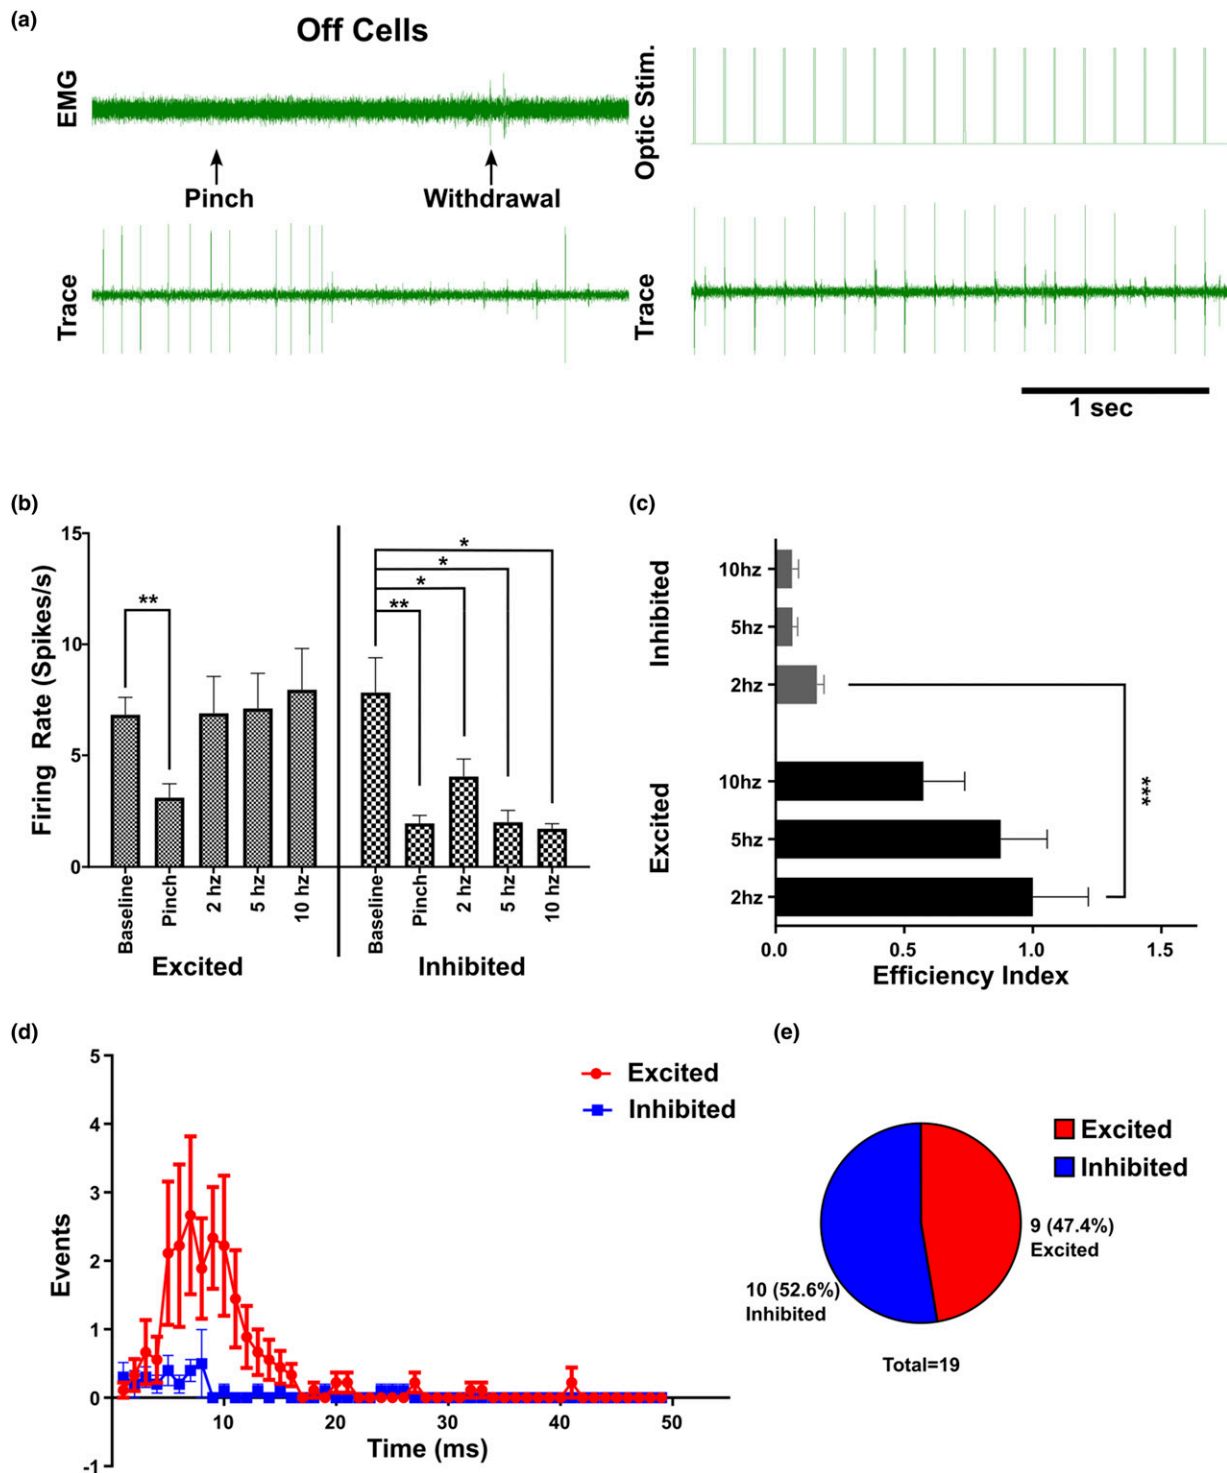 (a)
Off Cells
EMG
Pinch
Withdrawal
Trace
Optic Stim.
Trace
1 sec
(b)
15
10
5
0
Firing Rate (Spikes/s)
**
**
*
*
*
Baseline
Pinch
2 hz
5 hz
10 hz
Baseline
Pinch
2 hz
5 hz
10 hz
Excited
Inhibited
(c)
Inhibited
10hz
5hz
2hz
Excited
10hz
5hz
2hz
***
0.0
0.5
1.0
1.5
Efficiency Index
(d)
5
4
3
2
1
0
-1
Events
10
20
30
40
50
Time (ms)
Excited
Inhibited
(e)
Excited
Inhibited
9 (47.4%)
Excited
10 (52.6%)
Inhibited
Total=19